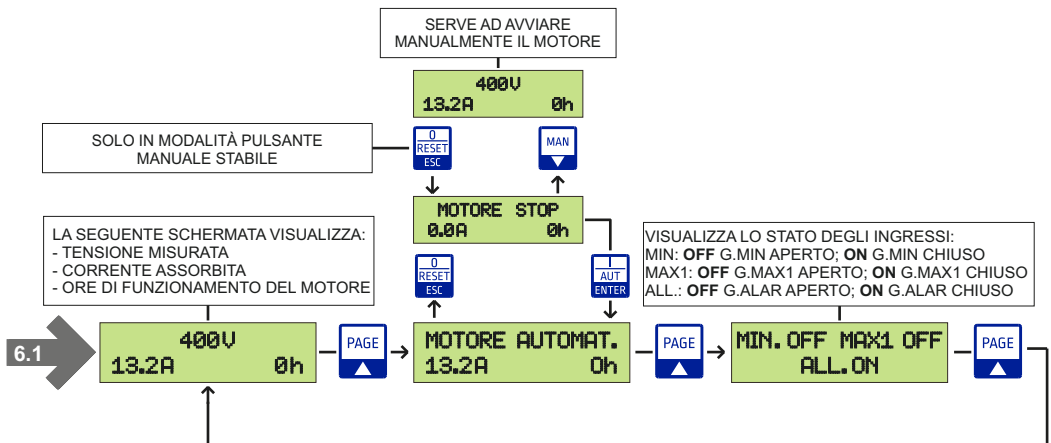 SERVE AD AVVIARE
MANUALMENTE IL MOTORE
400V
13.2A 0h
SOLO IN MODALITÀ PULSANTE
MANUALE STABILE
0
RESET
ESC
MAN
MOTORE STOP
0.0A 0h
LA SEGUENTE SCHERMATA VISUALIZZA:
- TENSIONE MISURATA
- CORRENTE ASSORBITA
- ORE DI FUNZIONAMENTO DEL MOTORE
0
RESET
ESC
I
AUT
ENTER
VISUALIZZA LO STATO DEGLI INGRESSI:
MIN: OFF G.MIN APERTO; ON G.MIN CHIUSO
MAX1: OFF G.MAX1 APERTO; ON G.MAX1 CHIUSO
ALL.: OFF G.ALAR APERTO; ON G.ALAR CHIUSO
6.1
400V
13.2A 0h
PAGE
MOTORE AUTOMAT.
13.2A 0h
PAGE
MIN.OFF MAX1 OFF
ALL.ON
PAGE